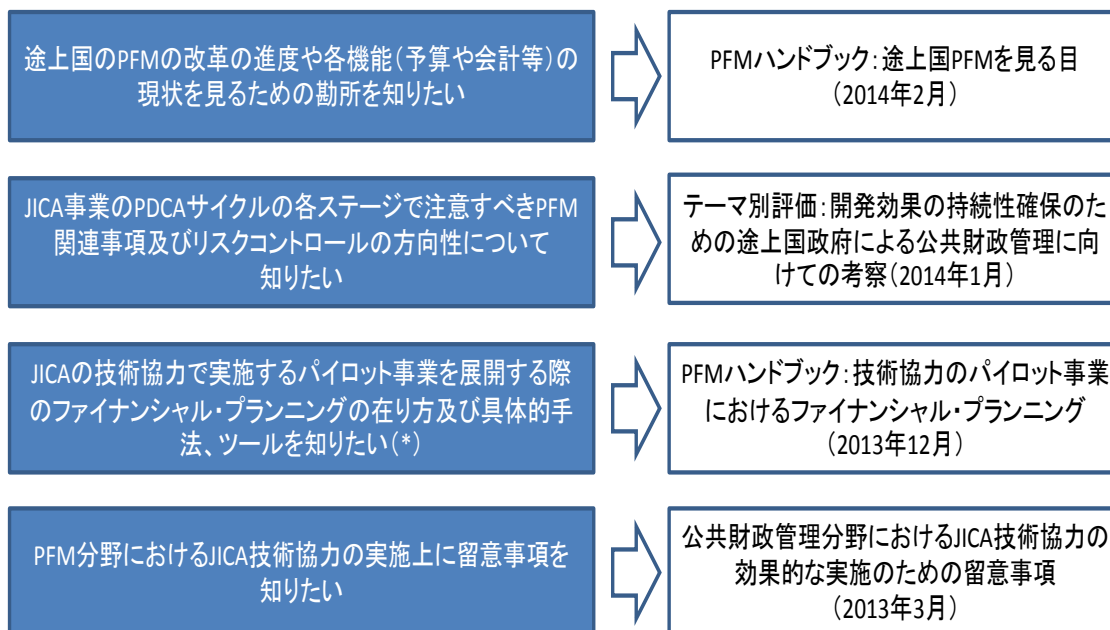 途上国のPFMの改革の進度や各機能(予算や会計等)の
現状を見るための勘所を知りたい
PFMハンドブック:途上国PFMを見る目
(2014年2月)
JICA事業のPDCAサイクルの各ステージで注意すべきPFM
関連事項及びリスクコントロールの方向性について
知りたい
テーマ別評価:開発効果の持続性確保のた
めの途上国政府による公共財政管理に向
けての考察(2014年1月)
JICAの技術協力で実施するパイロット事業を展開する際
のファイナンシャル・プランニングの在り方及び具体的手
法、ツールを知りたい(*)
PFMハンドブック:技術協力のパイロット事業
におけるファイナンシャル・プランニング
(2013年12月)
PFM分野におけるJICA技術協力の実施上に留意事項を
知りたい
公共財政管理分野におけるJICA技術協力の
効果的な実施のための留意事項
(2013年3月)